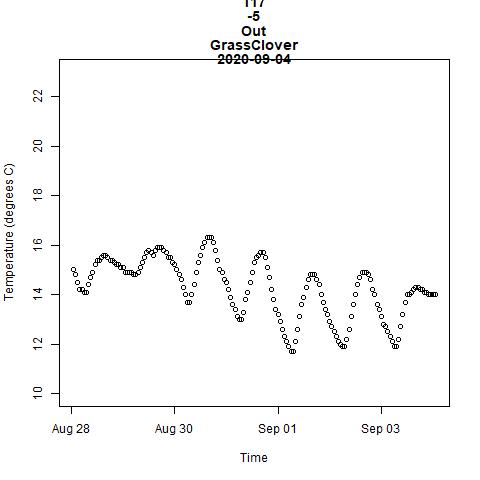 117
-5
Out
GrassClover
2020-09-04
Temperature (degrees C)
22
20
18
16
14
12
10
Aug 28
Aug 30
Sep 01
Sep 03
Time